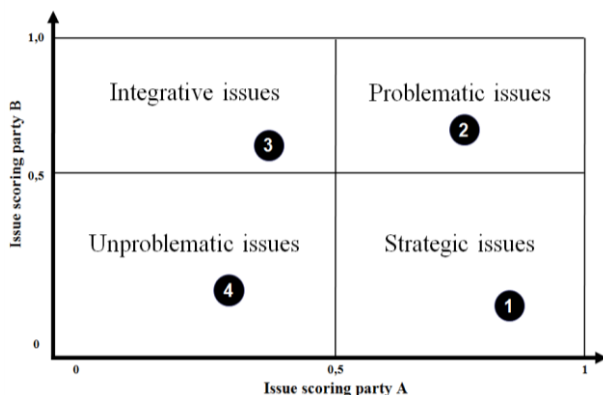 1,0
Integrative issues
Problematic issues
2
3
Issue scoring party B
0,5
Unproblematic issues
Strategic issues
4
1
0
0
0,5
1
Issue scoring party A